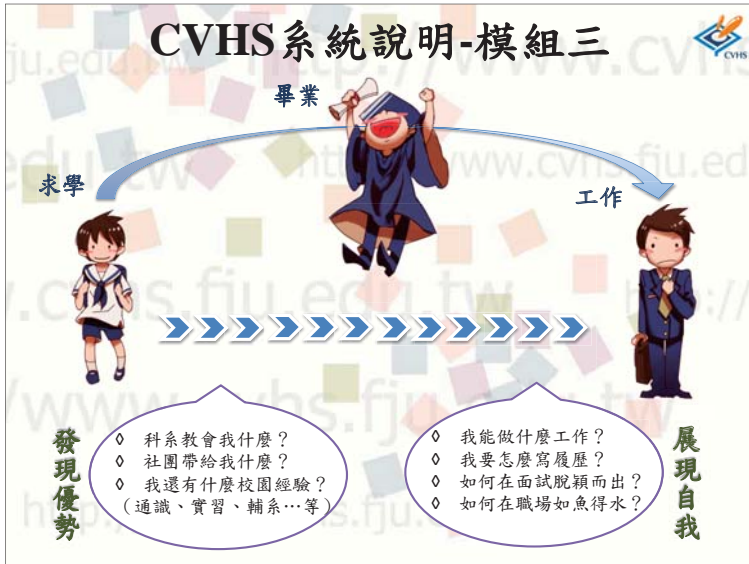 CVHS系統說明-模組三
CVHS
畢業
求學
工作
發現優勢
◊ 科系教會我什麼？
◊ 社團帶給我什麼？
◊ 我還有什麼校園經驗？
（通識、實習、輔系…等）
◊ 我能做什麼工作？
◊ 我要怎麼寫履歷？
◊ 如何在面試脫穎而出？
◊ 如何在職場如魚得水？
展現自我